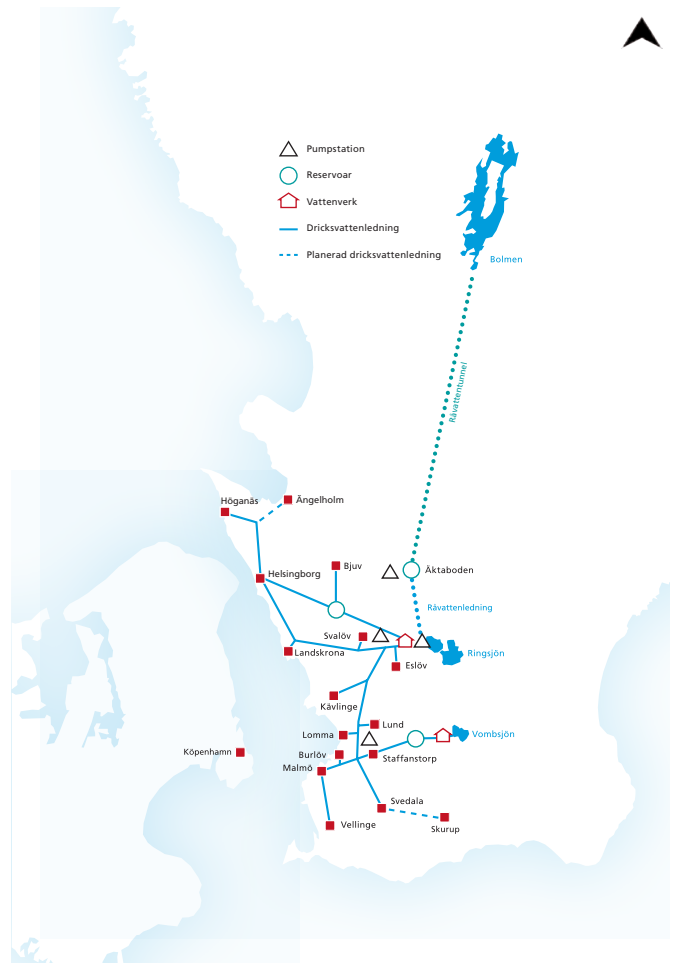 Pumpstation
Reservoar
Vattenverk
Dricksvattenledning
Planerad dricksvattenledning
Bolmen
Råvattentunnel
Höganäs
Ängelholm
Helsingborg
Bjuv
Äktaboden
Råvattenledning
Svalöv
Landskrona
Ringsjön
Eslöv
Kävlinge
Lund
Lomma
Vombsjön
Köpenhamn
Burlöv
Staffanstorp
Malmö
Svedala
Vellinge
Skurup